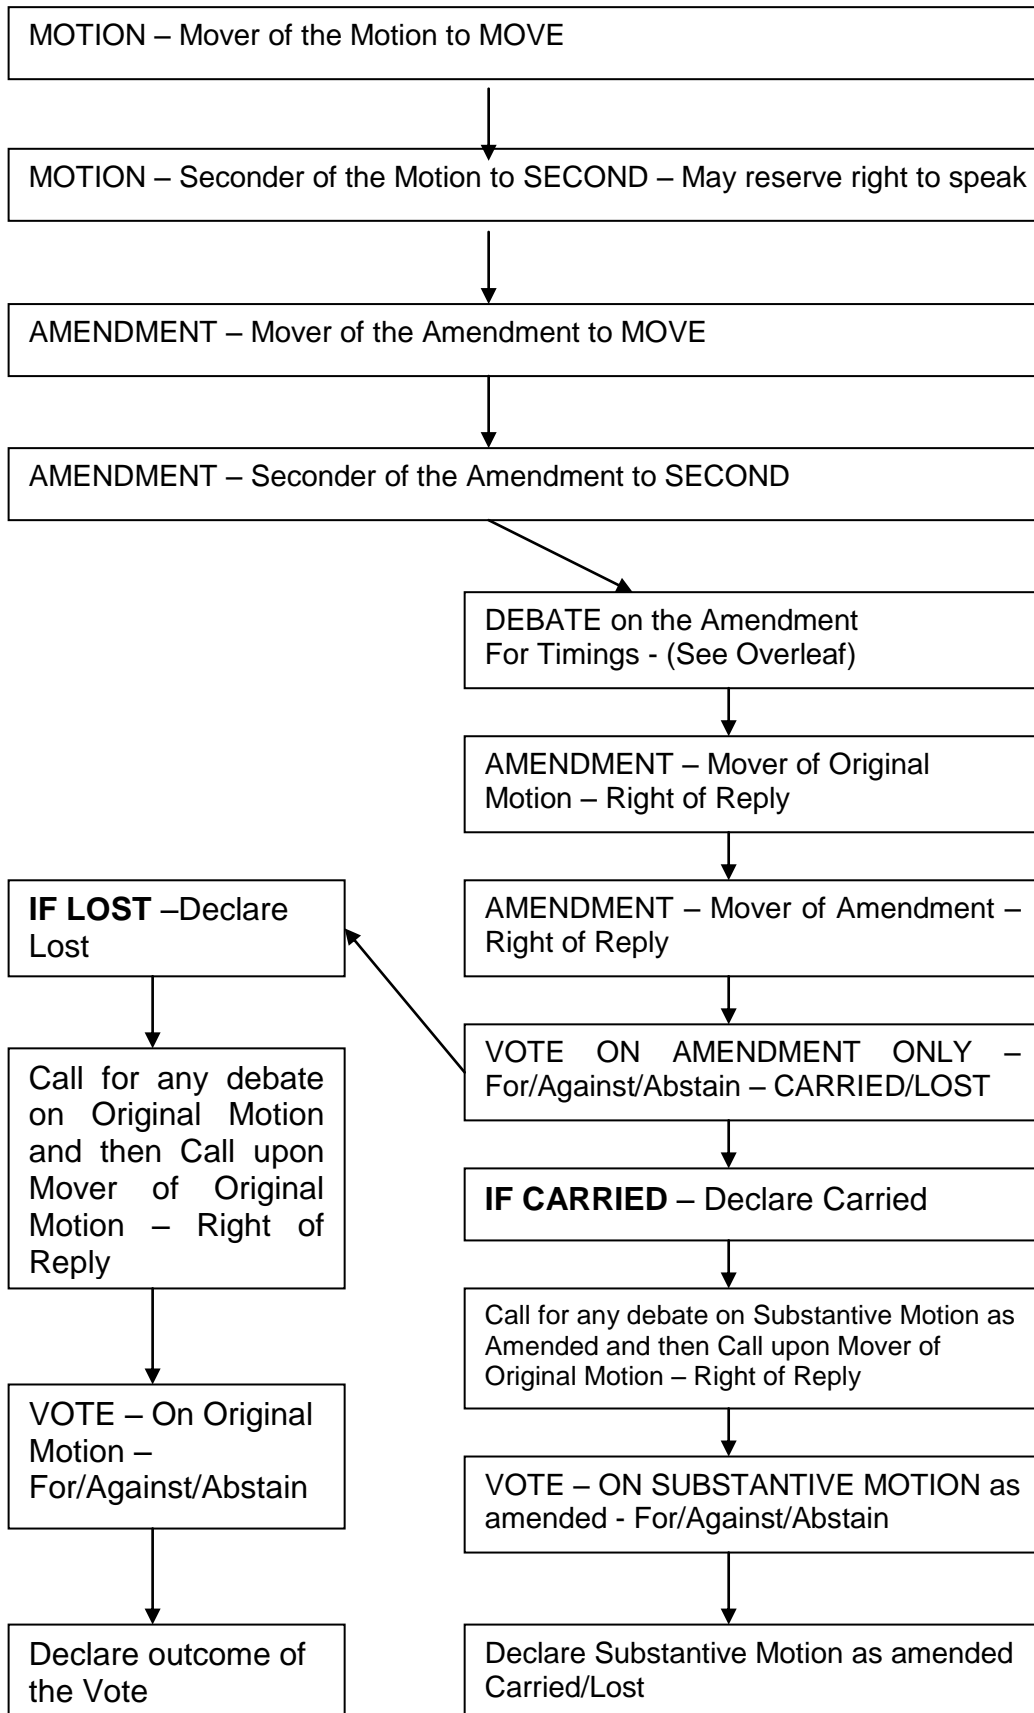 MOTION – Mover of the Motion to MOVE
MOTION – Seconder of the Motion to SECOND – May reserve right to speak
AMENDMENT – Mover of the Amendment to MOVE
AMENDMENT – Seconder of the Amendment to SECOND
DEBATE on the Amendment
For Timings - (See Overleaf)
AMENDMENT – Mover of Original
Motion – Right of Reply
AMENDMENT – Mover of Amendment –
Right of Reply
VOTE ON AMENDMENT ONLY –
For/Against/Abstain – CARRIED/LOST
IF LOST –Declare
Lost
Call for any debate
on Original Motion
and then Call upon
Mover of Original
Motion – Right of
Reply
VOTE – On Original
Motion –
For/Against/Abstain
Declare outcome of
the Vote
IF CARRIED – Declare Carried
Call for any debate on Substantive Motion as
Amended and then Call upon Mover of
Original Motion – Right of Reply
VOTE – ON SUBSTANTIVE MOTION as
amended - For/Against/Abstain
Declare Substantive Motion as amended
Carried/Lost